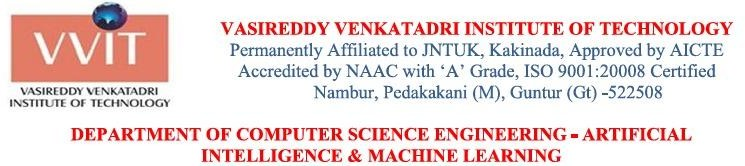 VVIT
VASIREDDY VENKATADRI
INSTITUTE OF TECHNOLOGY
VASIREDDY VENKATADRI INSTITUTE OF TECHNOLOGY
Permanently Affiliated to JNTUK, Kakinada, Approved by AICTE
Accredited by NAAC with ‘A’ Grade, ISO 9001:20008 Certified
Nambur, Pedakakani (M), Guntur (Gt) -522508
DEPARTMENT OF COMPUTER SCIENCE ENGINEERING - ARTIFICIAL
INTELLIGENCE & MACHINE LEARNING